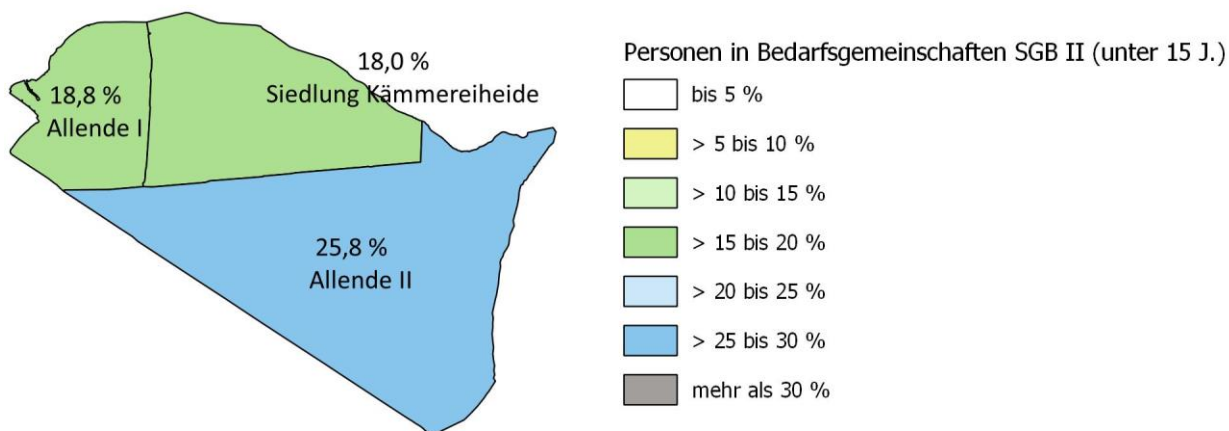 18,8 %
Allende I
18,0 %
Siedlung Kämmereiheide
25,8 %
Allende II
Personen in Bedarfsgemeinschaften SGB II (unter 15 J.)
bis 5 %
> 5 bis 10 %
> 10 bis 15 %
> 15 bis 20 %
> 20 bis 25 %
> 25 bis 30 %
mehr als 30 %